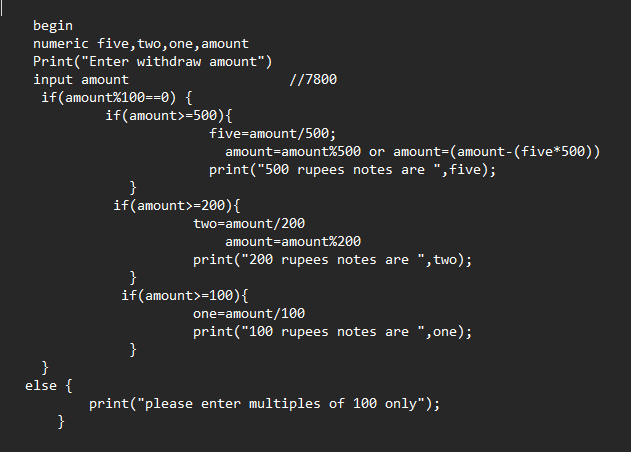 begin
numeric five,two,one,amount
Print("Enter withdraw amount")
input amount //7800
if(amount%100==0) {
if(amount>=500){
five=amount/500;
amount=amount%500 or amount=(amount-(five*500))
print("500 rupees notes are ",five);
}
if(amount>=200){
two=amount/200
amount=amount%200
print("200 rupees notes are ",two);
}
if(amount>=100){
one=amount/100
print("100 rupees notes are ",one);
}
}
else {
print("please enter multiples of 100 only");
}